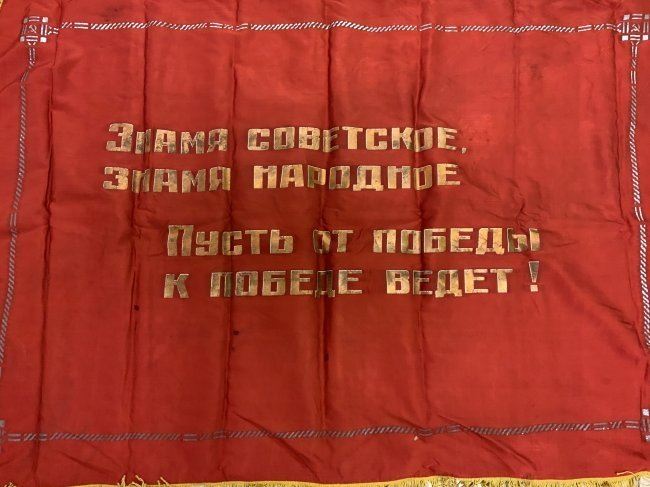 Знамя советское,
знамя народное
Пусть от победы
к победе ведет!